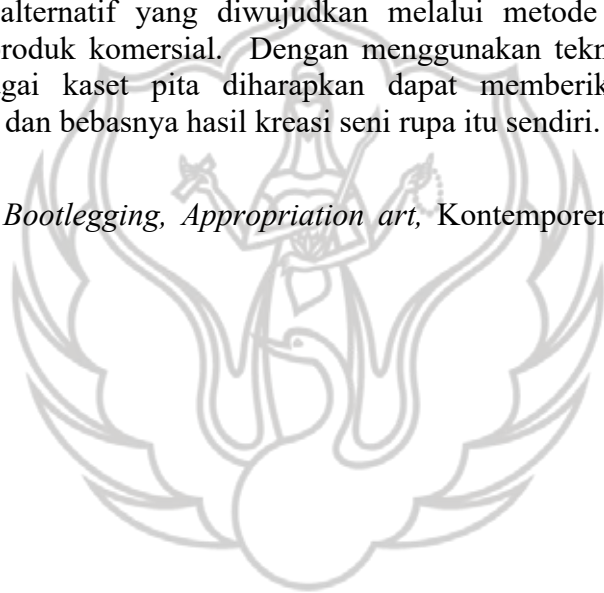 alternatif yang diwujudkan melalui metode
roduk komersial. Dengan menggunakan tekn
gai kaset pita diharapkan dapat memberik
dan bebasnya hasil kreasi seni rupa itu sendiri.
Bootlegging, Appropriation art, Kontemporer